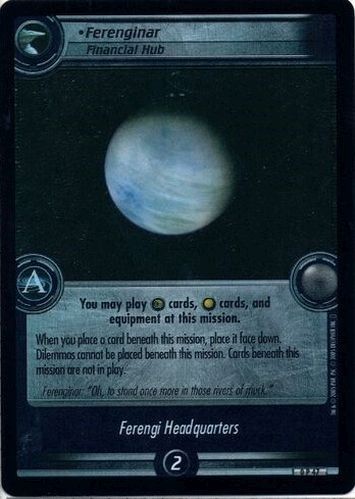 •Ferenginar
Financial Hub
A
You may play cards, cards, and
equipment at this mission.
When you place a card beneath this mission, place it face down.
Dilemmas cannot be placed beneath this mission. Cards beneath
this mission are not in play.
Ferenginar: "Oh, to stand once more in those rivers of muck."
Ferengi Headquarters
2